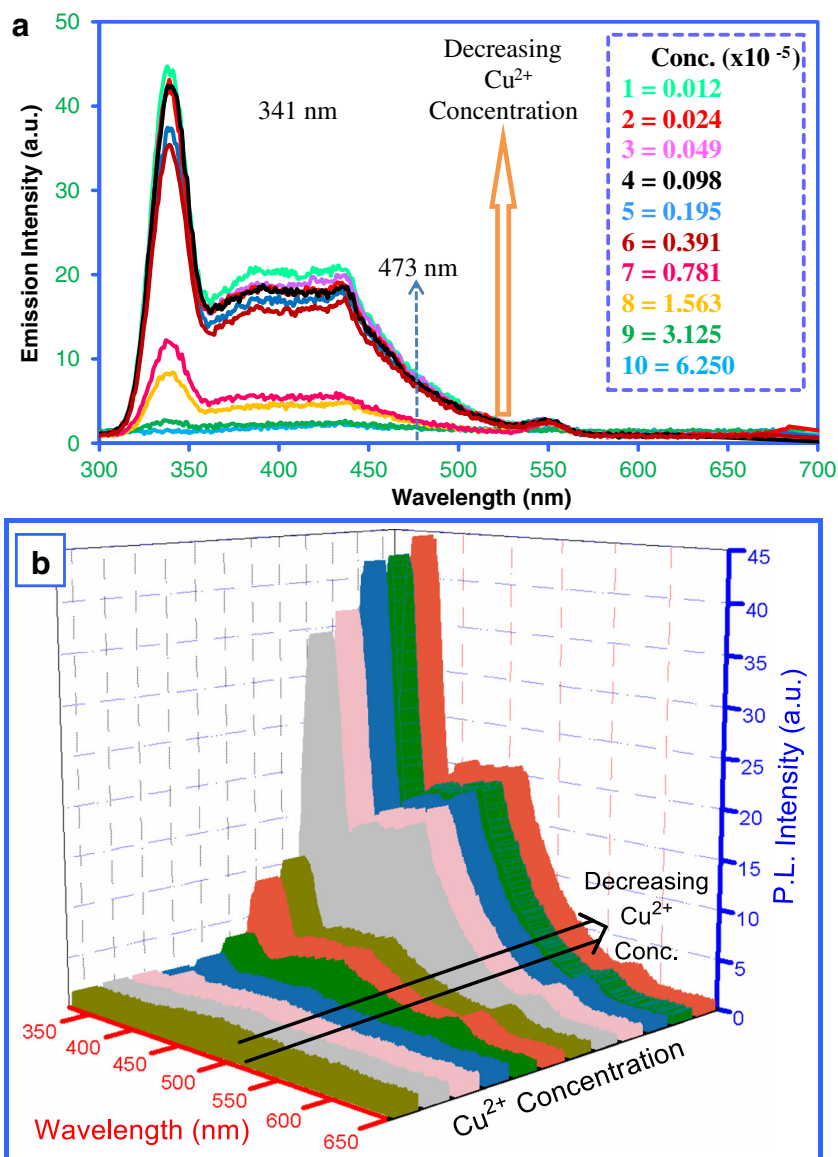 a
50
40
30
20
10
0
Emission Intensity (a.u.)
341 nm
473 nm
Decreasing
Cu²⁺
Concentration
Conc. (x10 ⁻⁵)
1 = 0.012
2 = 0.024
3 = 0.049
4 = 0.098
5 = 0.195
6 = 0.391
7 = 0.781
8 = 1.563
9 = 3.125
10 = 6.250
300 350 400 450 500 550 600 650 700
Wavelength (nm)
b
45
40
35
30
25
20
15
10
5
0
P.L. Intensity (a.u.)
Decreasing
Cu²⁺
Conc.
350
400
450
500
550
600
650
Wavelength (nm)
Cu²⁺ Concentration